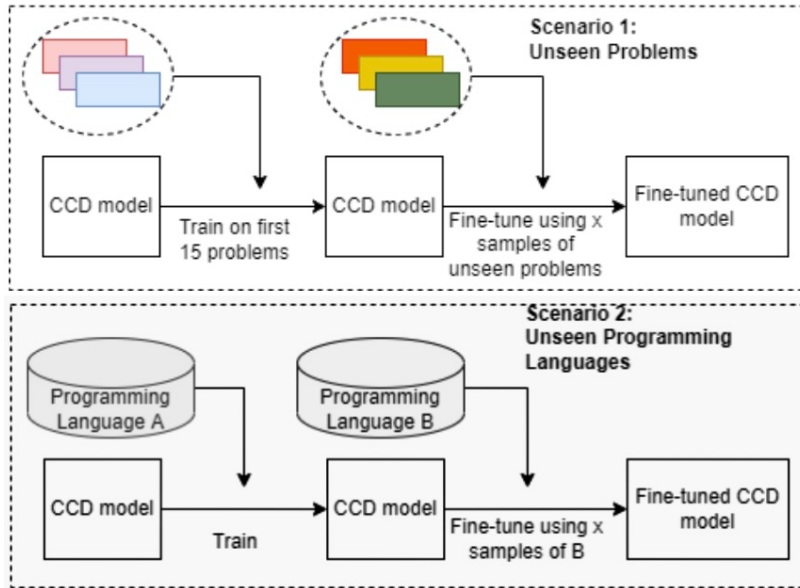 Scenario 1:
Unseen Problems
CCD model
Train on first
15 problems
CCD model
Fine-tune using x
samples of
unseen problems
Fine-tuned CCD
model
Scenario 2:
Unseen Programming
Languages
Programming
Language A
Programming
Language B
CCD model
Train
CCD model
Fine-tune using x
samples of B
Fine-tuned CCD
model